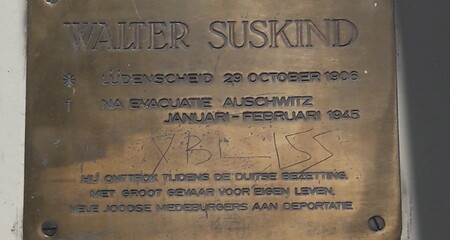 WALTER SUSKIND
* LÜDENSCHEID 29 OCTOBER 1906
† NA EVACUATIE AUSCHWITZ
JANUARI-FEBRUARI 1945
HIJ ONTTROK TIJDENS DE DUITSE BEZETTING,
MET GROOT GEVAAR VOOR EIGEN LEVEN,
VELE JOODSE MEDEBURGERS AAN DEPORTATIE